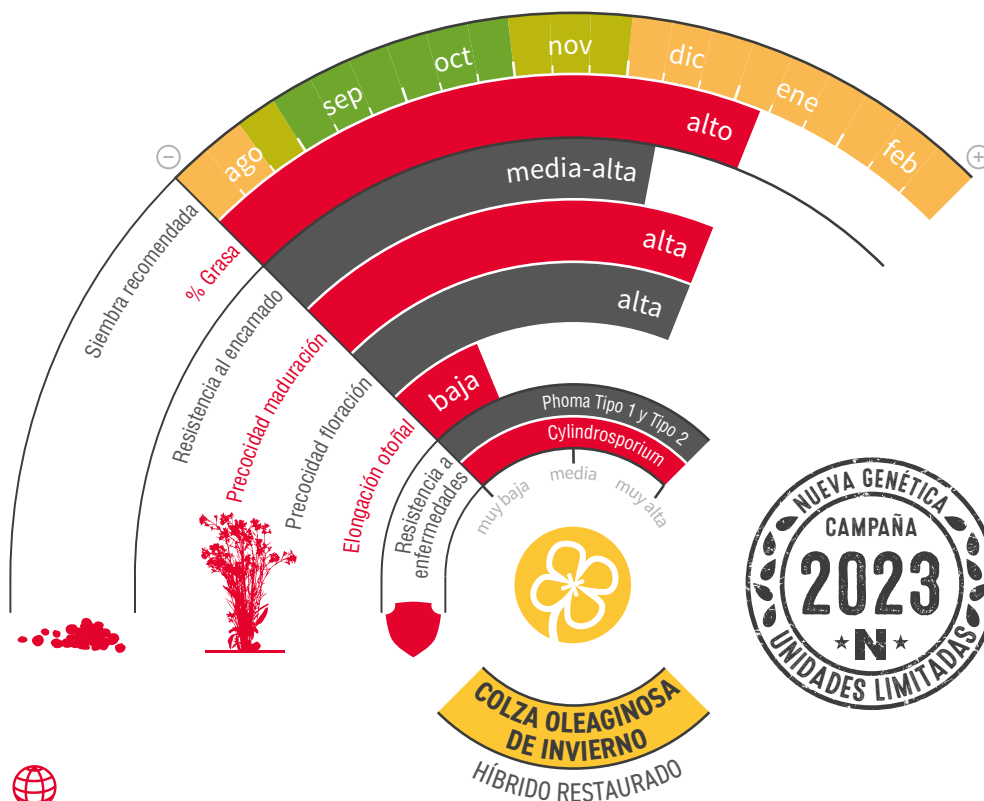 ago sep oct nov dic ene feb
−
+
Siembra recomendada
% Grasa
alto
Resistencia al encamado
media-alta
Precocidad maduración
alta
Precocidad floración
alta
Elongación otoñal
baja
Resistencia a
enfermedades
Phoma Tipo 1 y Tipo 2
Cylindrosporium
muy baja
media
muy alta
NUEVA GENÉTICA
CAMPAÑA
2023
N
UNIDADES LIMITADAS
COLZA OLEAGINOSA
DE INVIERNO
HÍBRIDO RESTAURADO